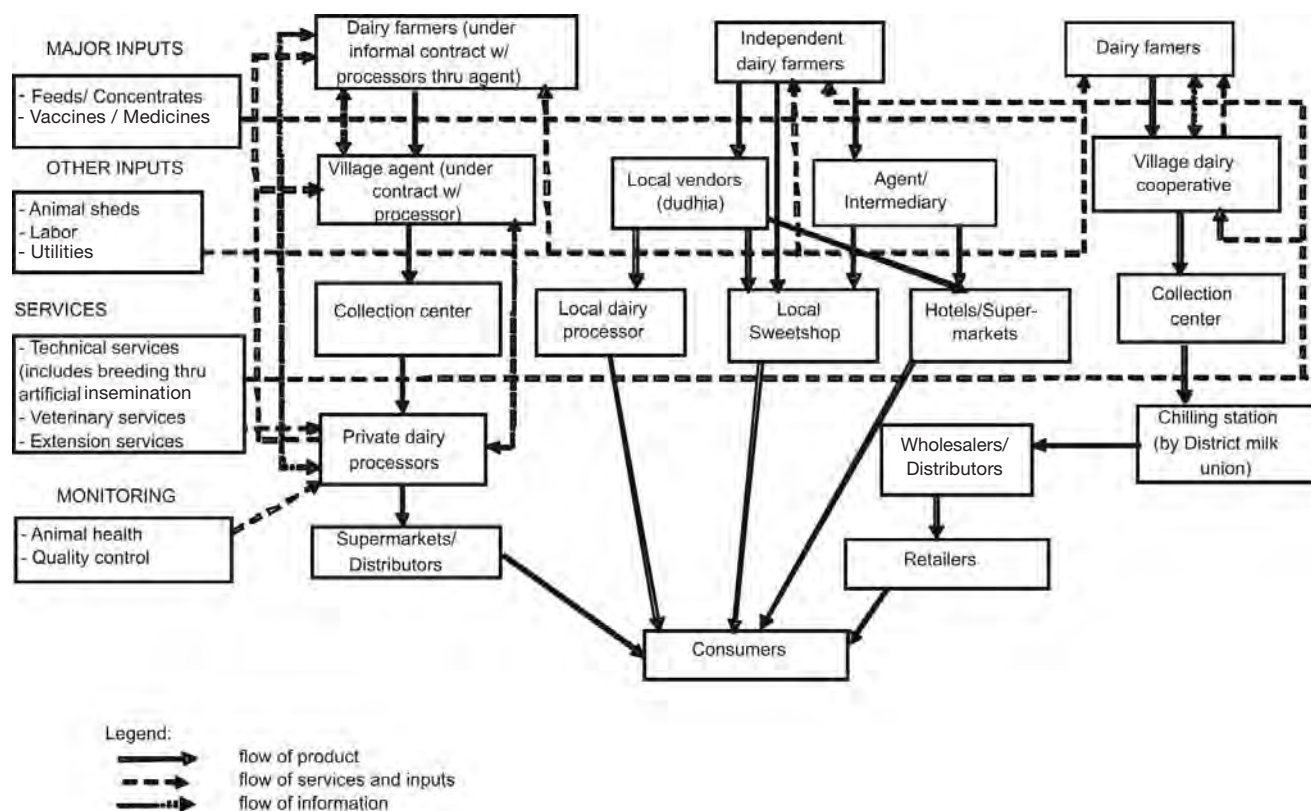 MAJOR INPUTS
- Feeds/ Concentrates
- Vaccines / Medicines
OTHER INPUTS
- Animal sheds
- Labor
- Utilities
SERVICES
- Technical services
(includes breeding thru
artificial insemination
- Veterinary services
- Extension services
MONITORING
- Animal health
- Quality control
Dairy farmers (under
informal contract w/
processors thru agent)
Village agent (under
contract w/
processor)
Collection center
Private dairy
processors
Supermarkets/
Distributors
Independent
dairy farmers
Local vendors
(dudhia)
Agent/
Intermediary
Local dairy
processor
Local
Sweetshop
Hotels/Super-
markets
Dairy famers
Village dairy
cooperative
Collection
center
Chilling station
(by District milk
union)
Wholesalers/
Distributors
Retailers
Consumers
Legend:
flow of product
flow of services and inputs
flow of information